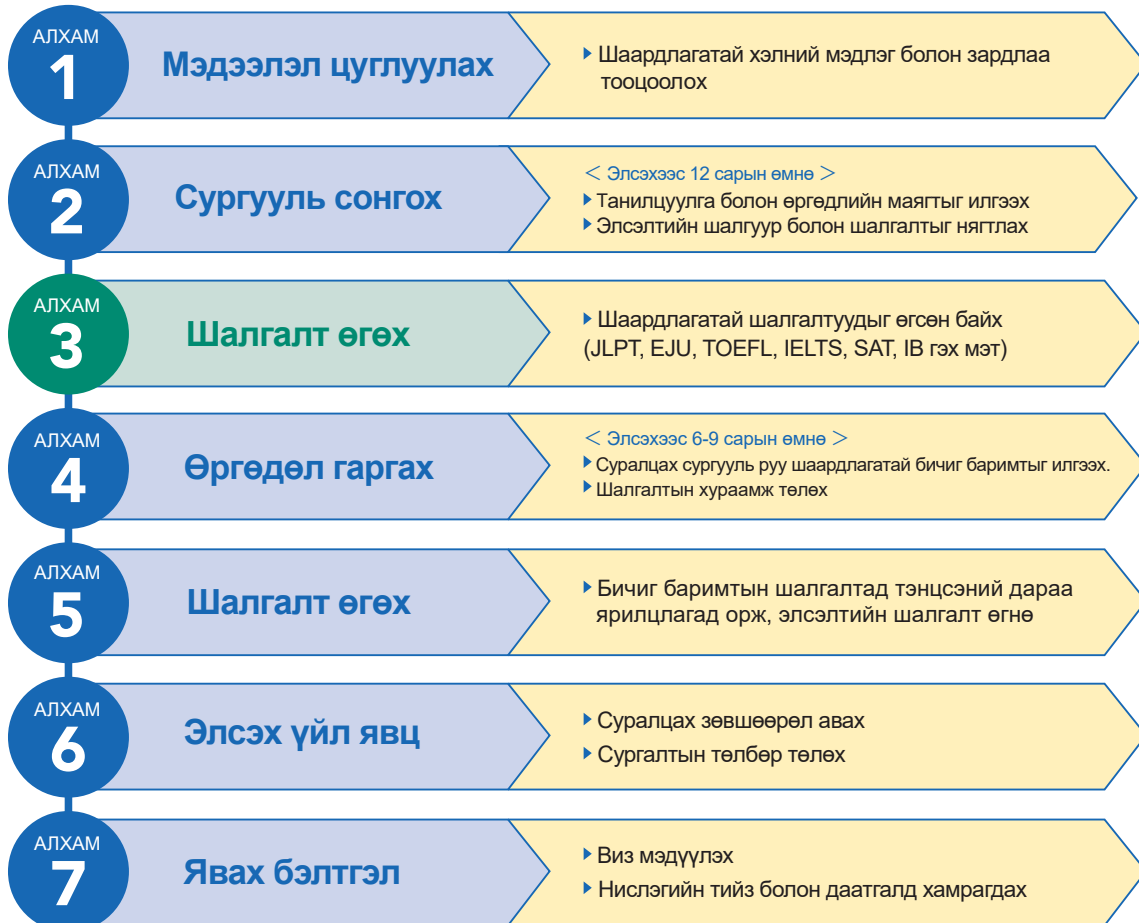 АЛХАМ
1
Мэдээлэл цуглуулах
Шаардлагатай хэлний мэдлэг болон зардлаа
тооцоолох
АЛХАМ
2
Сургууль сонгох
＜ Элсэхээс 12 сарын өмнө ＞
Танилцуулга болон өргөдлийн маягтыг илгээх
Элсэлтийн шалгуур болон шалгалтыг нягтлах
АЛХАМ
3
Шалгалт өгөх
Шаардлагатай шалгалтуудыг өгсөн байх
(JLPT, EJU, TOEFL, IELTS, SAT, IB гэх мэт)
АЛХАМ
4
Өргөдөл гаргах
＜ Элсэхээс 6-9 сарын өмнө ＞
Суралцах сургууль руу шаардлагатай бичиг баримтыг илгээх.
Шалгалтын хураамж төлөх
АЛХАМ
5
Шалгалт өгөх
Бичиг баримтын шалгалтад тэнцсэний дараа
ярилцлагад орж, элсэлтийн шалгалт өгнө
АЛХАМ
6
Элсэх үйл явц
Суралцах зөвшөөрөл авах
Сургалтын төлбөр төлөх
АЛХАМ
7
Явах бэлтгэл
Виз мэдүүлэх
Нислэгийн тийз болон даатгалд хамрагдах